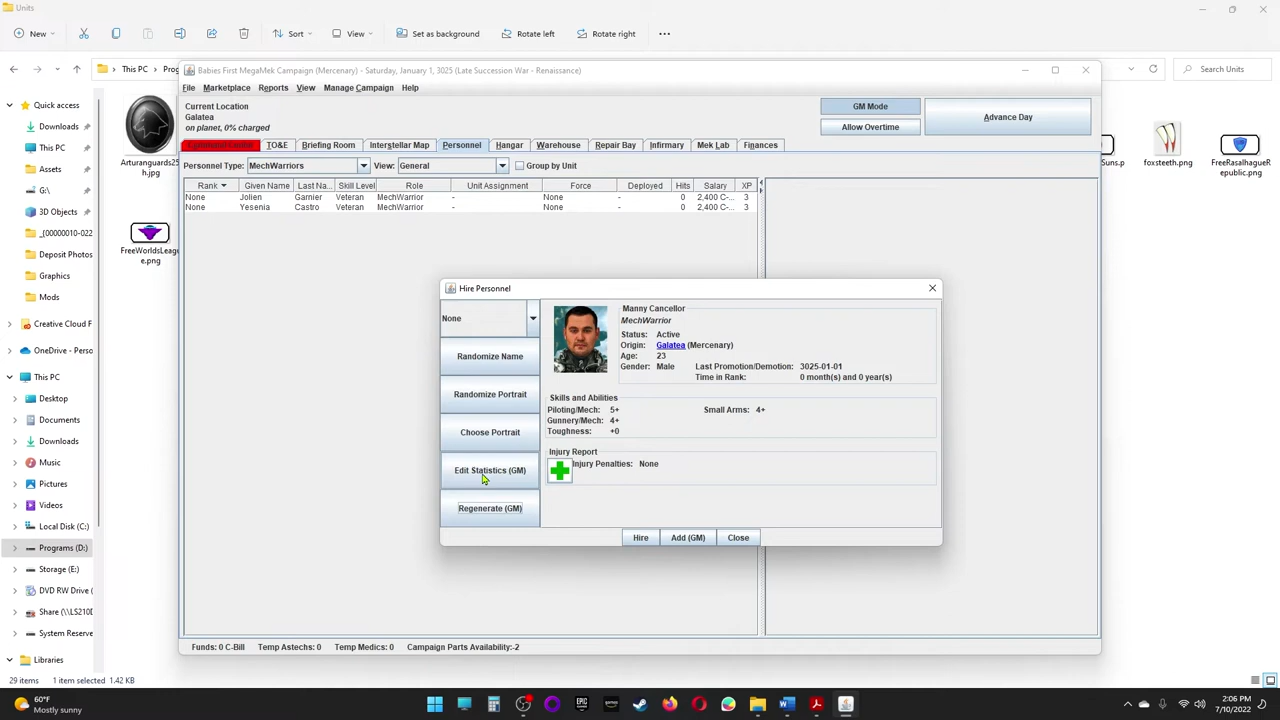 Units
New
Sort
View
Set as background
Rotate left
Rotate right
This PC
Search Units
Quick access
Downloads
This PC
Assets
G:\
3D Objects
Deposit Photos
Graphics
Mods
Creative Cloud F
OneDrive - Perso
This PC
Desktop
Documents
Downloads
Music
Pictures
Videos
Local Disk (C:)
Programs (D:)
Storage (E:)
DVD RW Drive (
Share (\\LS210D
System Reserve
Libraries
29 items
1 item selected 1.42 KB
Arturanguards25
h.jpg
FreeWorldsLeag
e.png
Suns.p
foxsteeth.png
FreeRasalhagueR
epublic.png
Babies First MegaMek Campaign (Mercenary) - Saturday, January 1, 3025 (Late Succession War - Renaissance)
File Marketplace Reports View Manage Campaign Help
Current Location
Galatea
on planet, 0% charged
GM Mode
Allow Overtime
Advance Day
Command Center TO&E Briefing Room Interstellar Map Personnel Hangar Warehouse Repair Bay Infirmary Mek Lab Finances
Personnel Type: MechWarriors View: General Group by Unit
Rank Given Name Last Na... Skill Level Role Unit Assignment Force Deployed Hits Salary XP
None Jolien Garnier Veteran MechWarrior - None - 0 2,400 C-... 3
None Yesenia Castro Veteran MechWarrior - None - 0 2,400 C-... 3
Hire Personnel
None
Randomize Name
Randomize Portrait
Choose Portrait
Edit Statistics (GM)
Regenerate (GM)
Manny Cancellor
MechWarrior
Status: Active
Origin: Galatea (Mercenary)
Age: 23
Gender: Male Last Promotion/Demotion: 3025-01-01
Time in Rank: 0 month(s) and 0 year(s)
Skills and Abilities
Piloting/Mech: 5+ Small Arms: 4+
Gunnery/Mech: 4+
Toughness: +0
Injury Report
Injury Penalties: None
Hire Add (GM) Close
Funds: 0 C-Bill Temp Astechs: 0 Temp Medics: 0 Campaign Parts Availability:-2
60°F
Mostly sunny
2:06 PM
7/10/2022